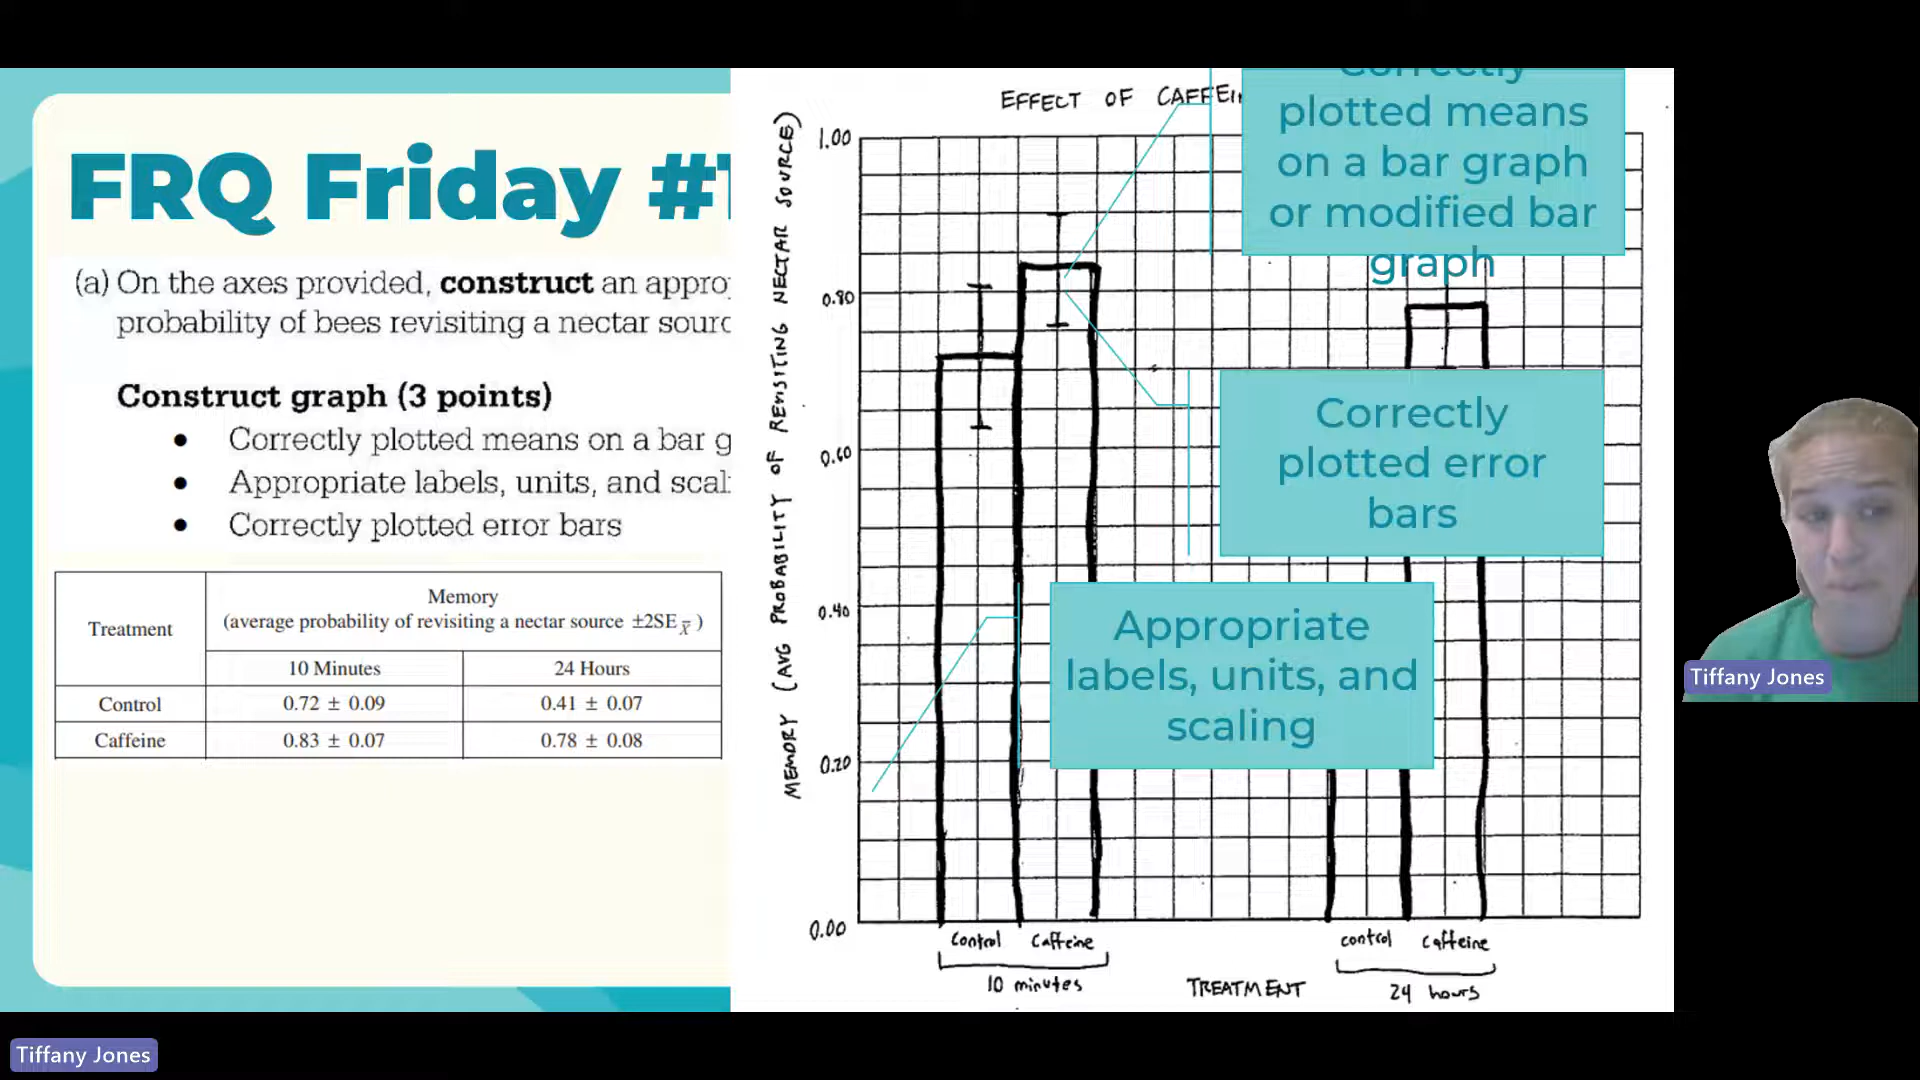 FRQ Friday #1
(a) On the axes provided, construct an appro
probability of bees revisiting a nectar sourc
Construct graph (3 points)
• Correctly plotted means on a bar g
• Appropriate labels, units, and scal
• Correctly plotted error bars
Treatment
Memory
(average probability of revisiting a nectar source ±2SE x̄ )
10 Minutes 24 Hours
Control 0.72 ± 0.09 0.41 ± 0.07
Caffeine 0.83 ± 0.07 0.78 ± 0.08
EFFECT OF CAFFEIN
MEMORY (AVG PROBABILITY OF REVISITING NECTAR SOURCE)
1.00
0.80
0.60
0.40
0.20
0.00
Correctly
plotted means
on a bar graph
or modified bar
graph
Correctly
plotted error
bars
Appropriate
labels, units, and
scaling
Control Caffeine
10 minutes
TREATMENT
control Caffeine
24 hours
Tiffany Jones
Tiffany Jones